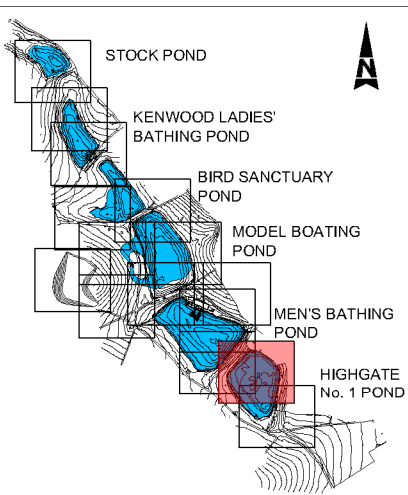 STOCK POND
N
KENWOOD LADIES'
BATHING POND
BIRD SANCTUARY
POND
MODEL BOATING
POND
MEN'S BATHING
POND
HIGHGATE
No. 1 POND